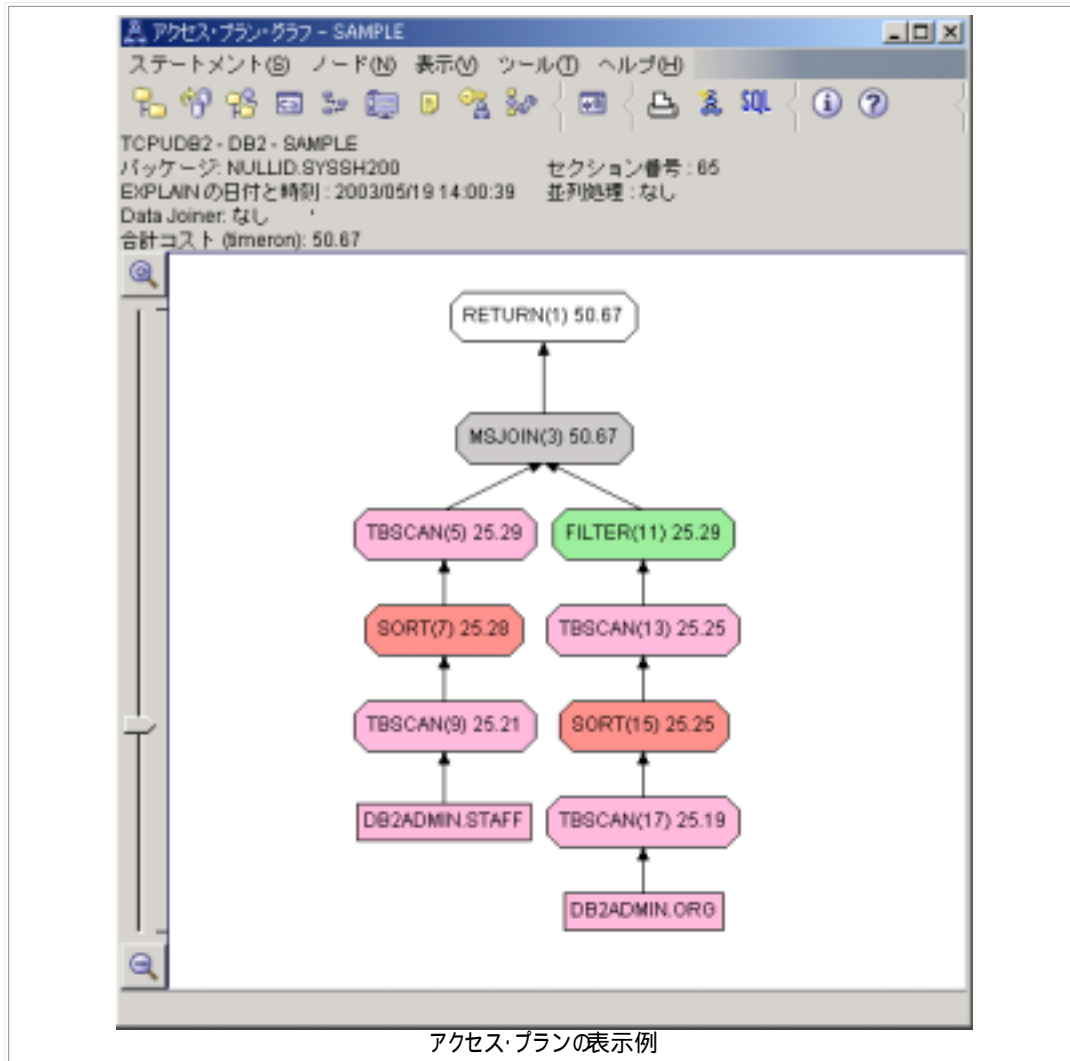 アクセス・プラン・グラフ - SAMPLE
ステートメント(S) ノード(N) 表示(V) ツール(T) ヘルプ(H)
SQL
TCPUDB2 - DB2 - SAMPLE
パッケージ: NULLID.SYSSH200 セクション番号 : 65
EXPLAIN の日付と時刻 : 2003/05/19 14:00:39 並列処理 : なし
Data Joiner: なし
合計コスト (timeron): 50.67
RETURN(1) 50.67
MSJOIN(3) 50.67
TBSCAN(5) 25.29 FILTER(11) 25.29
SORT(7) 25.28 TBSCAN(13) 25.25
TBSCAN(9) 25.21 SORT(15) 25.25
DB2ADMIN.STAFF TBSCAN(17) 25.19
DB2ADMIN.ORG
アクセス・プランの表示例